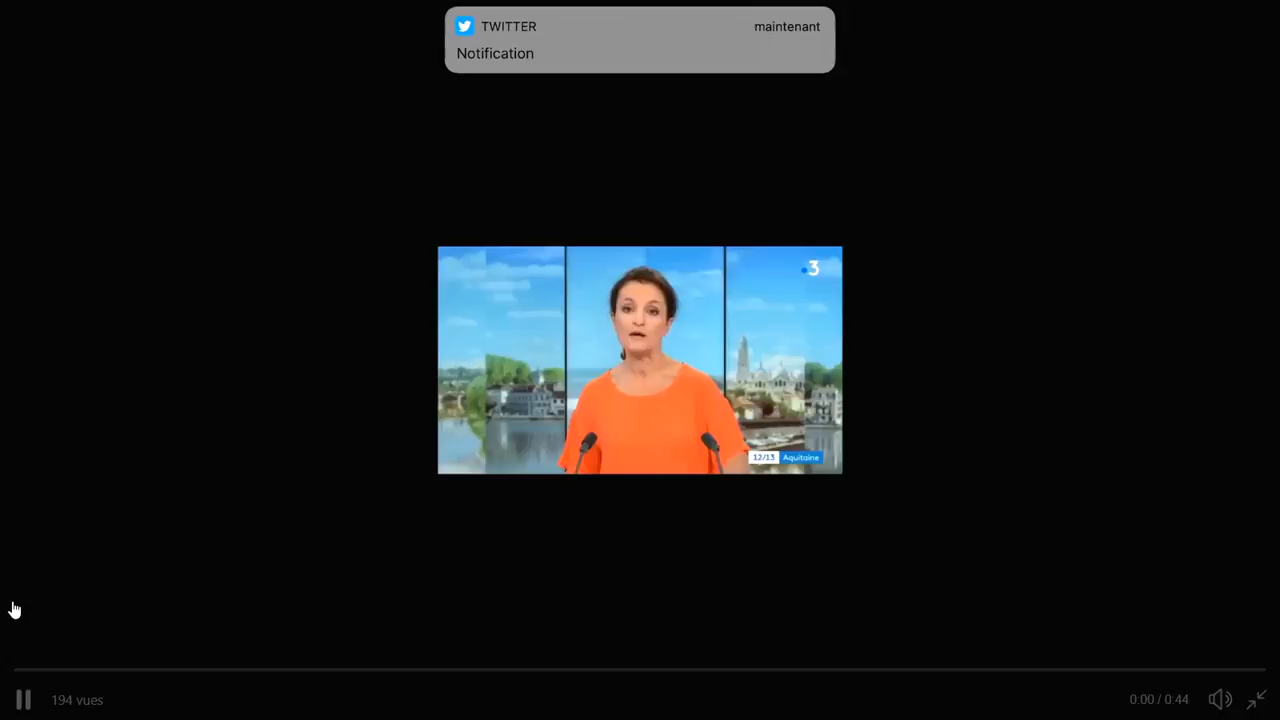 TWITTER
maintenant
Notification
3
12/13 Aquitaine
194 vues
0:00 / 0:44